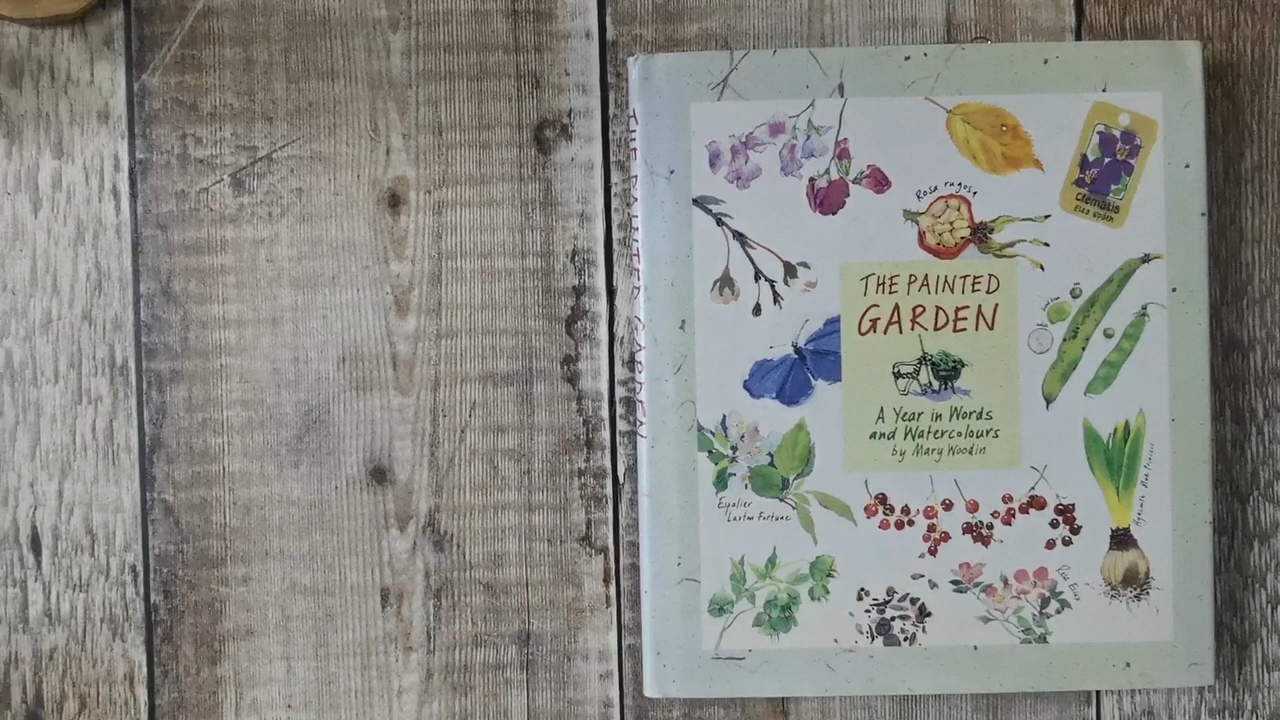 THE PAINTED GARDEN
Rosa rugosa
Clematis
THE PAINTED
GARDEN
A Year in Words
and Watercolours
by Mary Woodin
Espalier